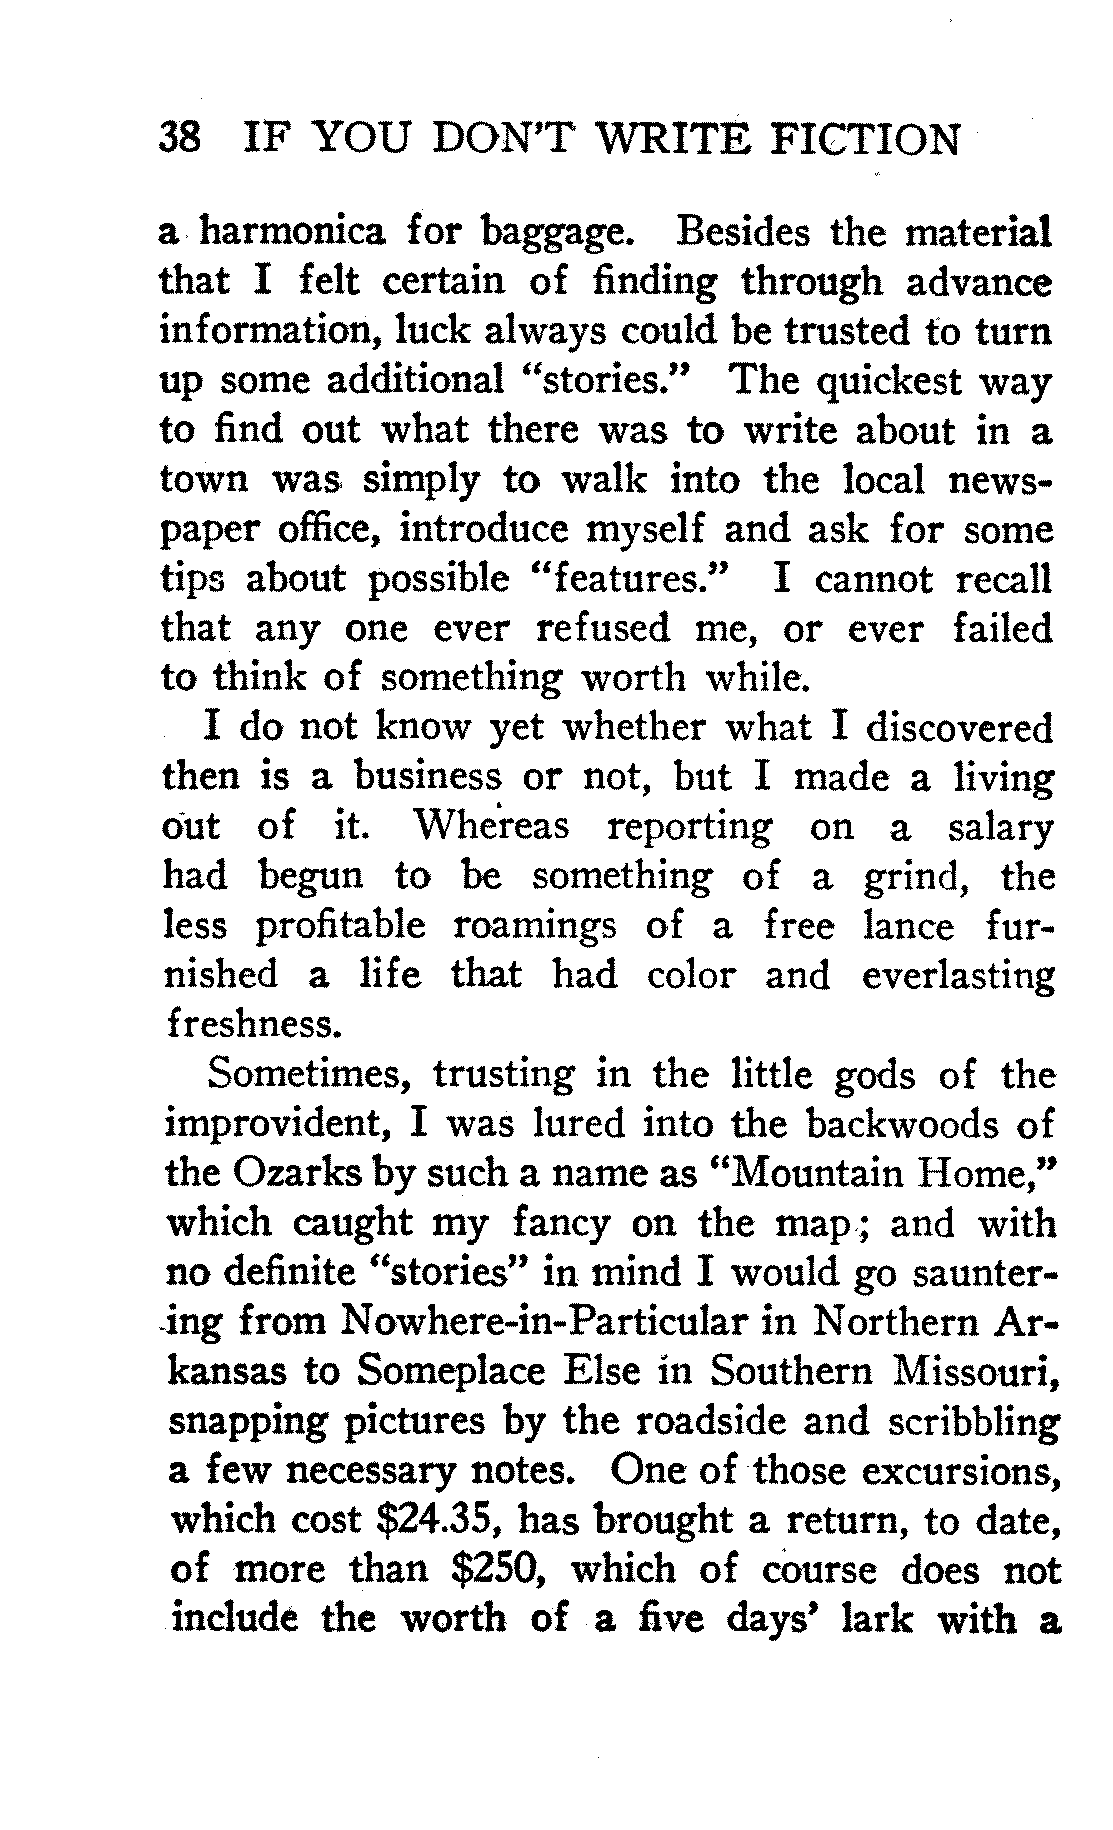 38 IF YOU DON'T WRITE FICTION
a harmonica for baggage. Besides the material
that I felt certain of finding through advance
information, luck always could be trusted to turn
up some additional “stories.” The quickest way
to find out what there was to write about in a
town was simply to walk into the local news-
paper office, introduce myself and ask for some
tips about possible “features.” I cannot recall
that any one ever refused me, or ever failed
to think of something worth while.
I do not know yet whether what I discovered
then is a business or not, but I made a living
out of it. Whereas reporting on a salary
had begun to be something of a grind, the
less profitable roamings of a free lance fur-
nished a life that had color and everlasting
freshness.
Sometimes, trusting in the little gods of the
improvident, I was lured into the backwoods of
the Ozarks by such a name as “Mountain Home,”
which caught my fancy on the map; and with
no definite “stories” in mind I would go saunter-
ing from Nowhere-in-Particular in Northern Ar-
kansas to Someplace Else in Southern Missouri,
snapping pictures by the roadside and scribbling
a few necessary notes. One of those excursions,
which cost $24.35, has brought a return, to date,
of more than $250, which of course does not
include the worth of a five days’ lark with a